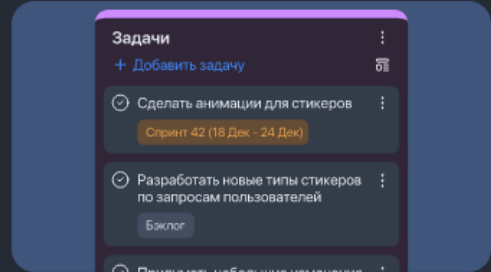 Задачи
+ Добавить задачу
Сделать анимации для стикеров
Спринт 42 (18 Дек - 24 Дек)
Разработать новые типы стикеров
по запросам пользователей
Бэклог